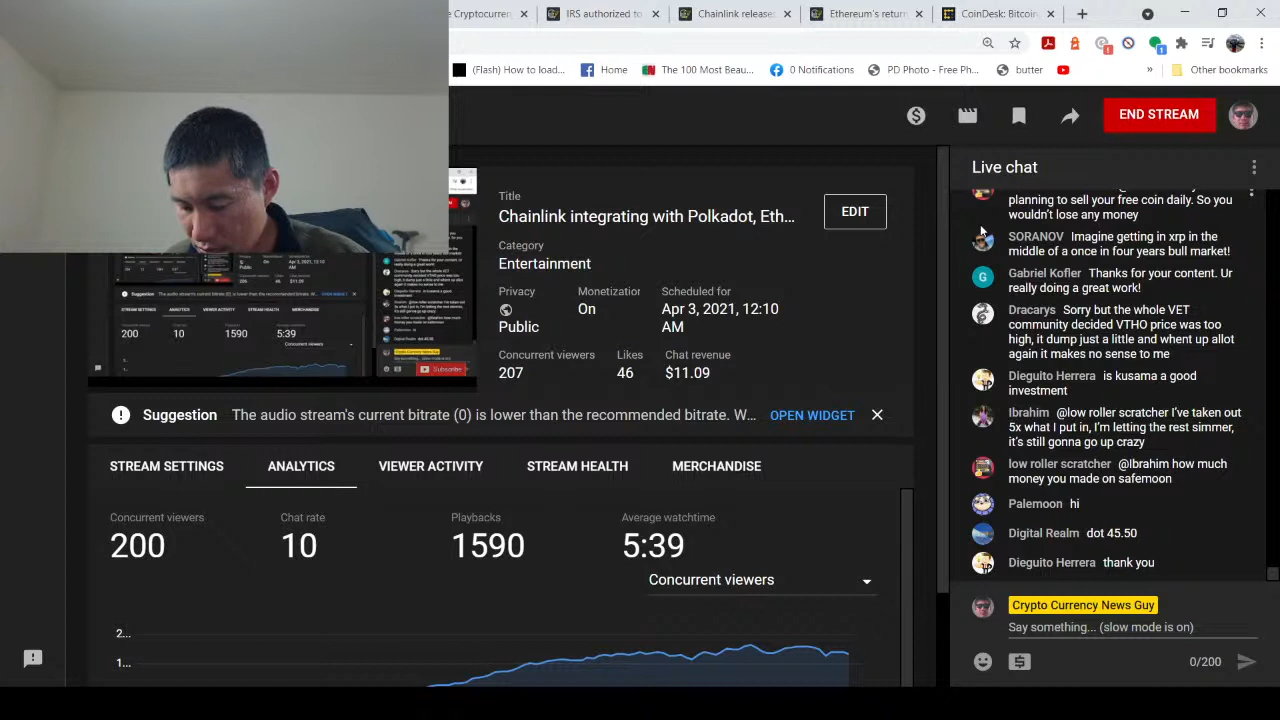 e Cryptocurren
IRS authorized to
Chainlink releases
Ethereum's return
CoinDesk: Bitcoin,
(Flash) How to load...
Home
The 100 Most Beau...
0 Notifications
PD Photo - Free Ph...
butter
»
Other bookmarks
END STREAM
Title
Chainlink integrating with Polkadot, Eth...
EDIT
Category
Entertainment
Privacy
Public
Monetization
On
Scheduled for
Apr 3, 2021, 12:10
AM
Concurrent viewers
207
Likes
46
Chat revenue
$11.09
Subscribe
Suggestion
The audio stream's current bitrate (0) is lower than the recommended bitrate. W...
OPEN WIDGET
STREAM SETTINGS
ANALYTICS
VIEWER ACTIVITY
STREAM HEALTH
MERCHANDISE
Concurrent viewers
200
Chat rate
10
Playbacks
1590
Average watchtime
5:39
Concurrent viewers
2...
1...
Live chat
planning to sell your free coin daily. So you
wouldn't lose any money
SORANOV Imagine getting in xrp in the
middle of a once in for years bull market!
Gabriel Kofler Thanks for your content. Ur
really doing a great work!
Dracarys Sorry but the whole VET
community decided VTHO price was too
high, it dump just a little and whent up allot
again it makes no sense to me
Dieguito Herrera is kusama a good
investment
Ibrahim @low roller scratcher I've taken out
5x what I put in, I'm letting the rest simmer,
it's still gonna go up crazy
low roller scratcher @Ibrahim how much
money you made on safemoon
Palemoon hi
Digital Realm dot 45.50
Dieguito Herrera thank you
Crypto Currency News Guy
Say something... (slow mode is on)
0/200